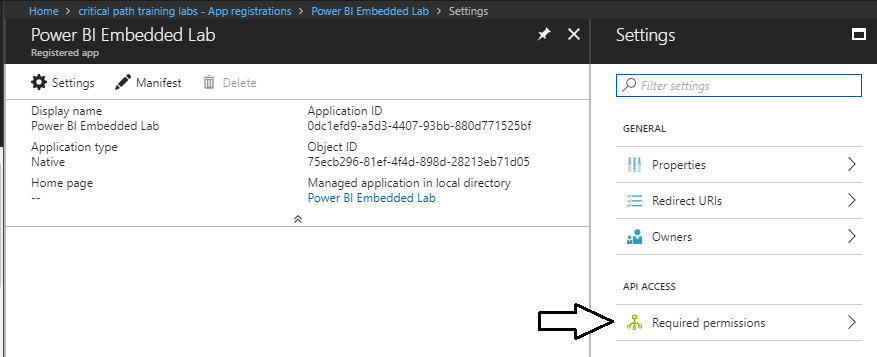 Home > critical path training labs - App registrations > Power BI Embedded Lab > Settings
Power BI Embedded Lab
Registered app
Settings Manifest Delete
Display name
Power BI Embedded Lab
Application type
Native
Home page
--
Application ID
0dc1efd9-a5d3-4407-93bb-880d771525bf
Object ID
75ecb296-81ef-4f4d-898d-28213eb71d05
Managed application in local directory
Power BI Embedded Lab
Settings
Filter settings
GENERAL
Properties
Redirect URIs
Owners
API ACCESS
Required permissions